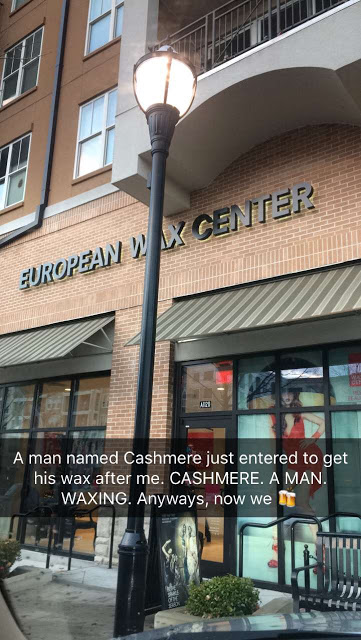 EUROPEAN WAX CENTER
A020
A man named Cashmere just entered to get
his wax after me. CASHMERE. A MAN.
WAXING. Anyways, now we 🍻